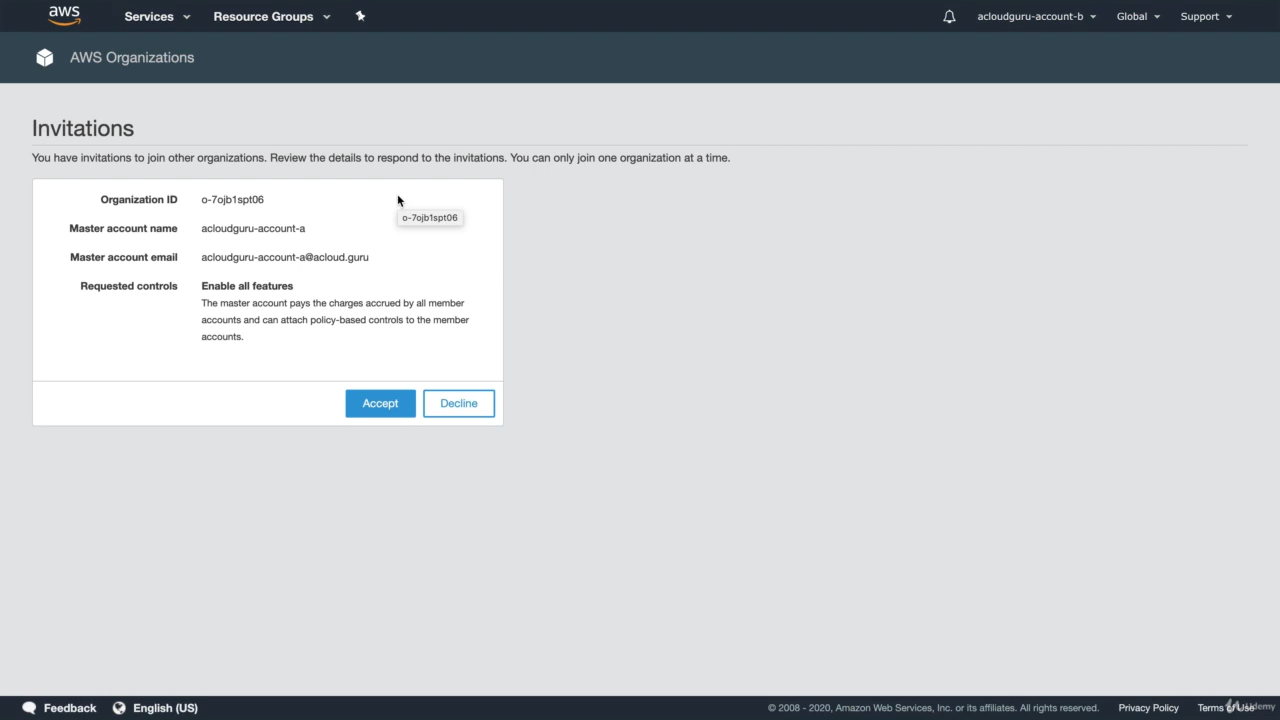 aws Services Resource Groups acloudguru-account-b Global Support
AWS Organizations
Invitations
You have invitations to join other organizations. Review the details to respond to the invitations. You can only join one organization at a time.
Organization ID o-7ojb1spt06
o-7ojb1spt06
Master account name acloudguru-account-a
Master account email acloudguru-account-a@acloud.guru
Requested controls Enable all features
The master account pays the charges accrued by all member
accounts and can attach policy-based controls to the member
accounts.
Accept Decline
Feedback English (US) © 2008 - 2020, Amazon Web Services, Inc. or its affiliates. All rights reserved. Privacy Policy Terms of Use
Udemy